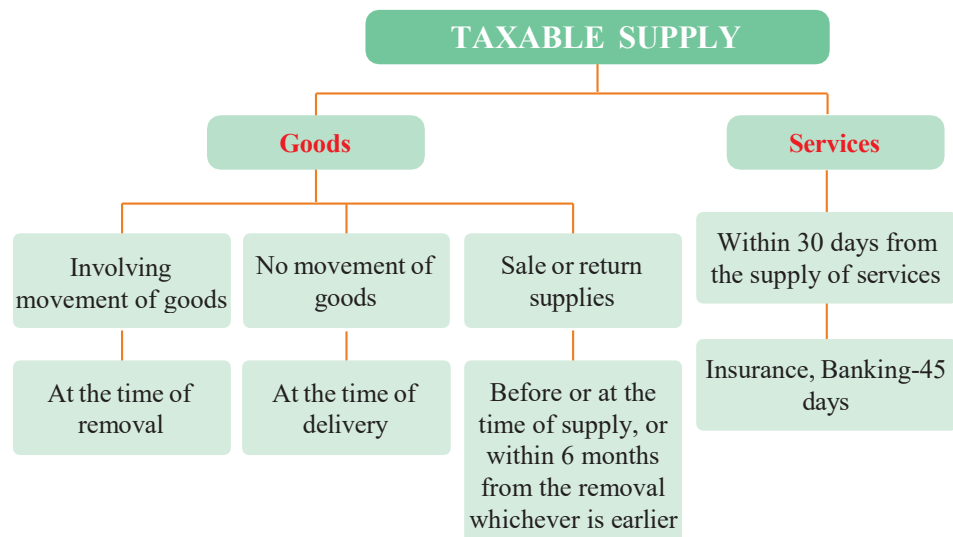 TAXABLE SUPPLY
Goods
Services
Involving
movement of goods
No movement of
goods
Sale or return
supplies
Within 30 days from
the supply of services
At the time of
removal
At the time of
delivery
Before or at the
time of supply, or
within 6 months
from the removal
whichever is earlier
Insurance, Banking-45
days